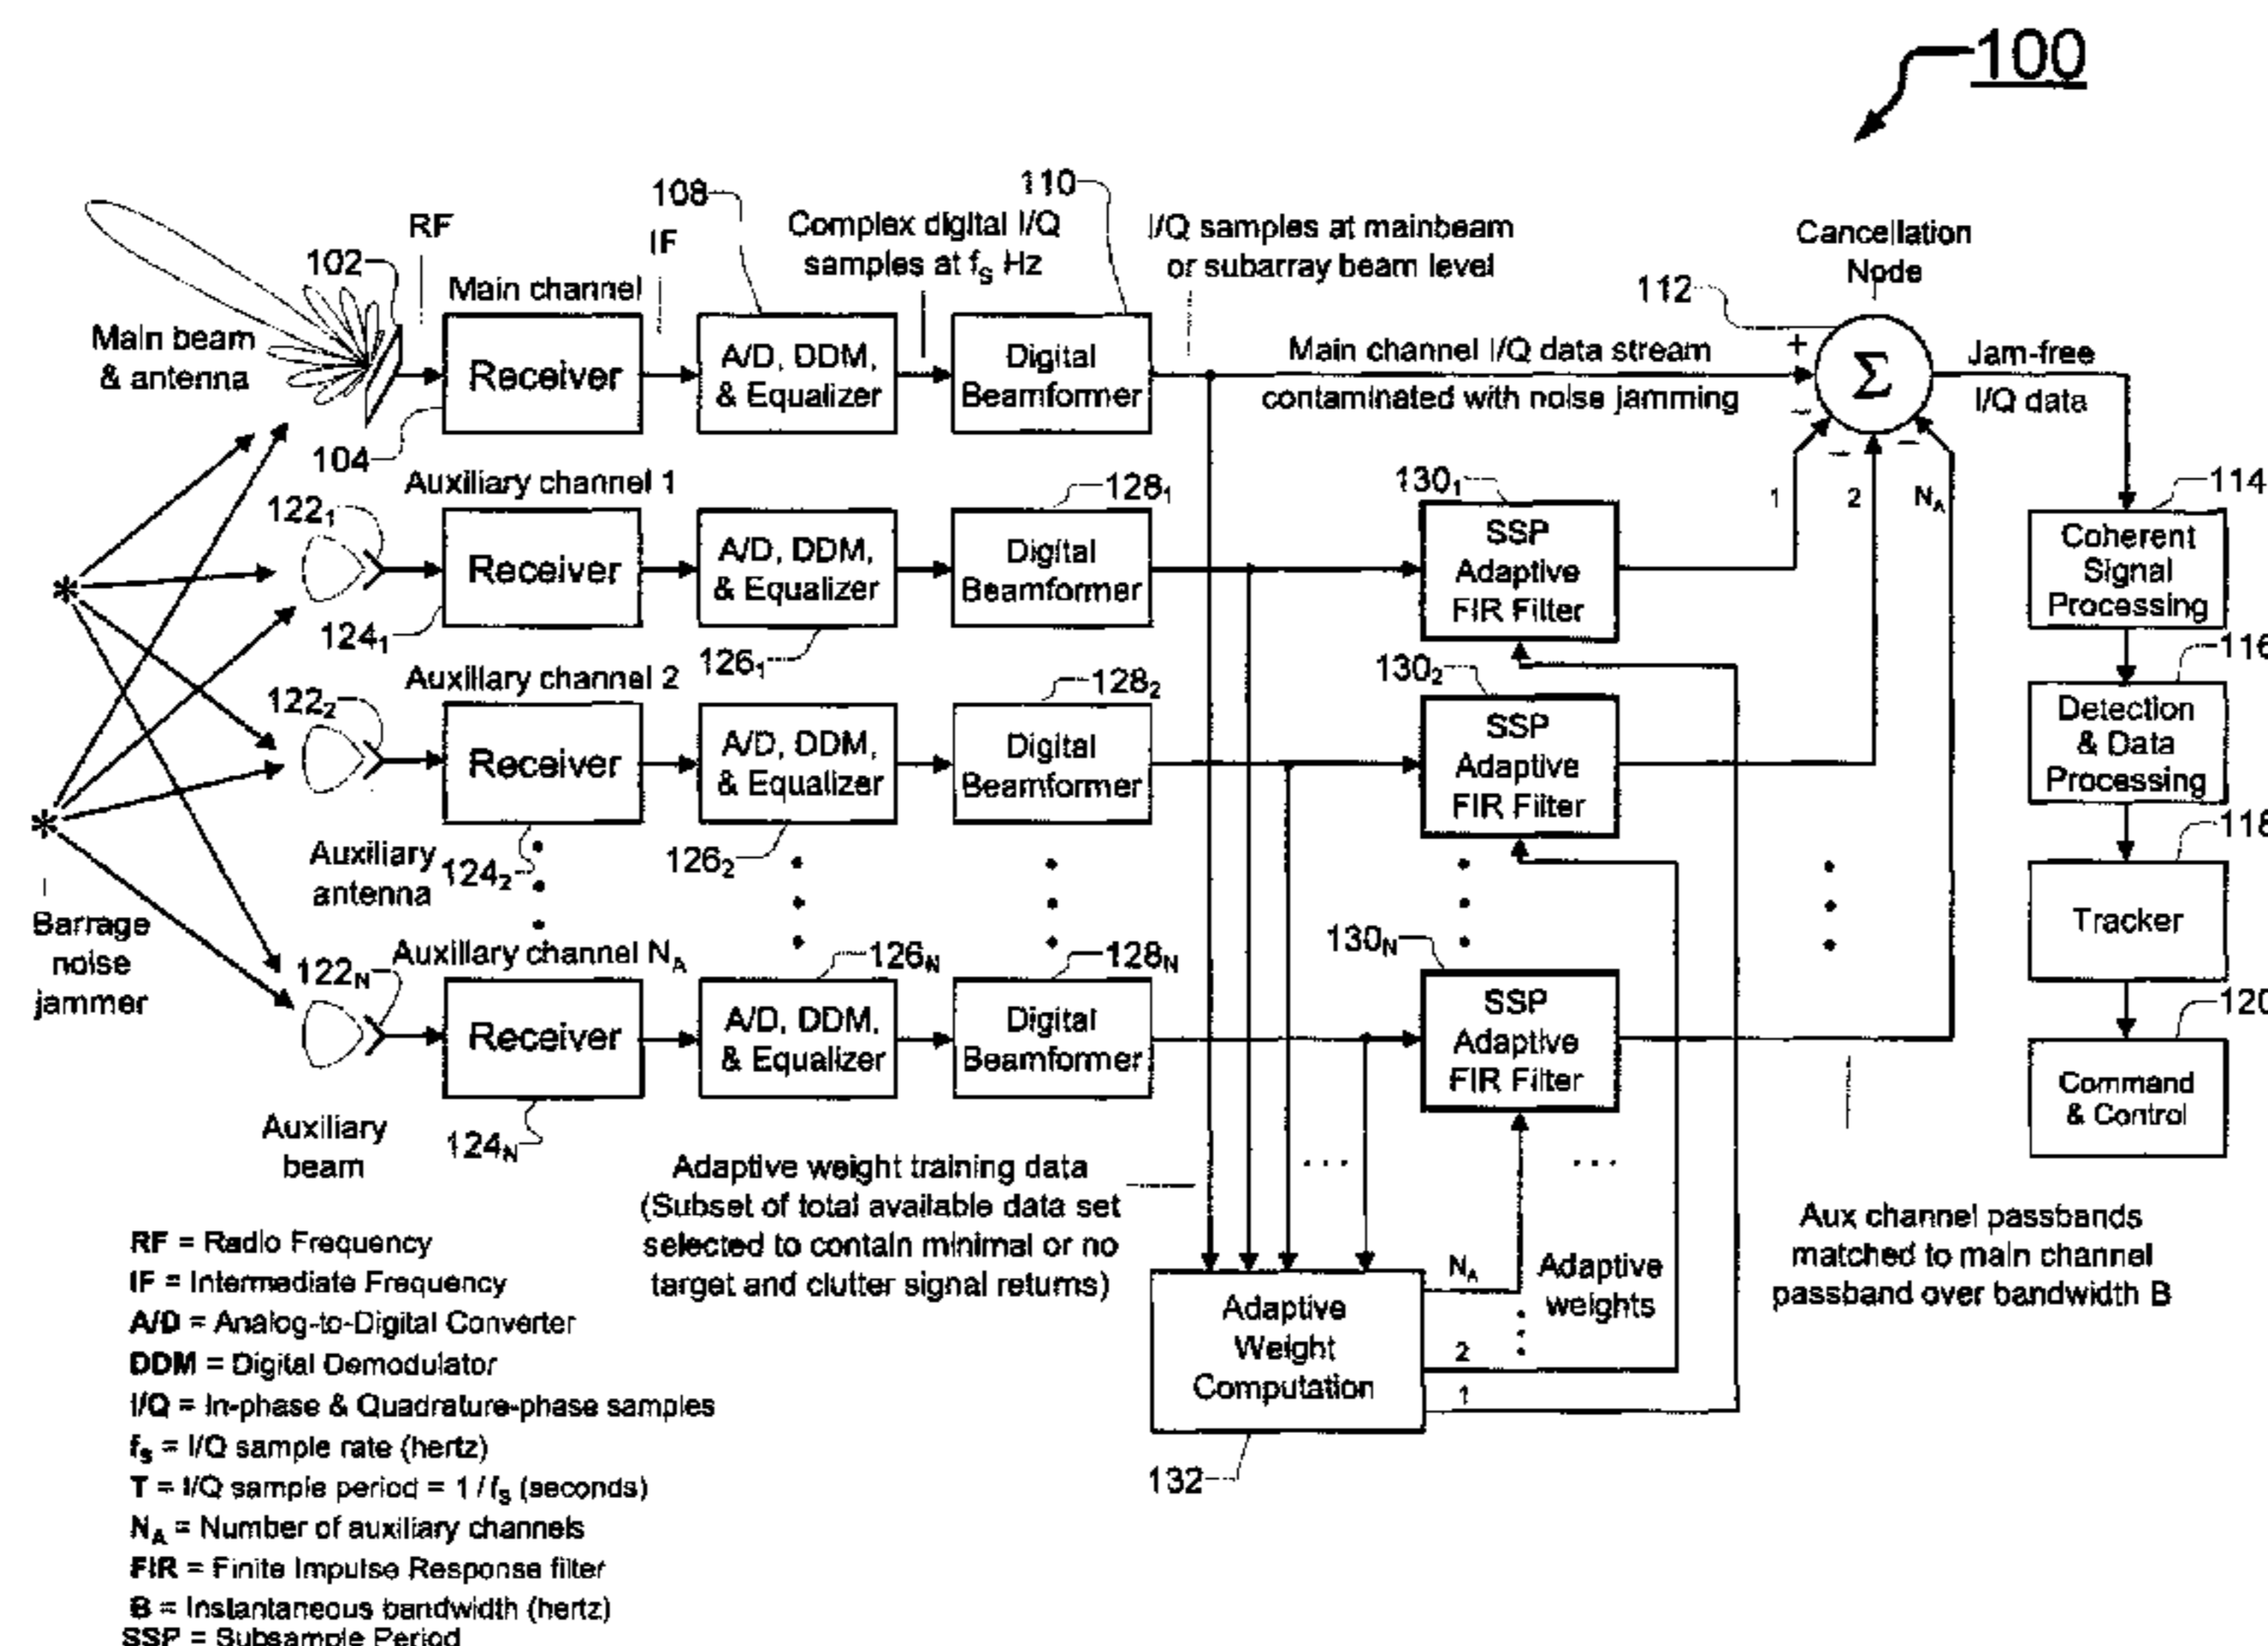 100
108
110
RF
IF
102
Complex digital I/Q
samples at fS Hz
I/Q samples at mainbeam
or subarray beam level
Cancellation
Node
112
Main beam
& antenna
Main channel
Receiver
104
A/D, DDM,
& Equalizer
Digital
Beamformer
Main channel I/Q data stream
contaminated with noise jamming
+
−
Σ
−
−
Jam-free
I/Q data
1
2
NA
Auxiliary channel 1
1221
Receiver
1241
A/D, DDM,
& Equalizer
1261
Digital
Beamformer
1281
1301
SSP
Adaptive
FIR Filter
114
Coherent
Signal
Processing
Auxiliary channel 2
1222
Receiver
1242
A/D, DDM,
& Equalizer
1262
Digital
Beamformer
1282
1302
SSP
Adaptive
FIR Filter
116
Detection
& Data
Processing
118
Tracker
Auxiliary
antenna
Barrage
noise
jammer
Auxiliary channel NA
122N
Receiver
124N
A/D, DDM,
& Equalizer
126N
Digital
Beamformer
128N
130N
SSP
Adaptive
FIR Filter
120
Command
& Control
Auxiliary
beam
Adaptive weight training data
(Subset of total available data set
selected to contain minimal or no
target and clutter signal returns)
Adaptive
Weight
Computation
132
NA
2
1
Adaptive
weights
Aux channel passbands
matched to main channel
passband over bandwidth B
RF = Radio Frequency
IF = Intermediate Frequency
A/D = Analog-to-Digital Converter
DDM = Digital Demodulator
I/Q = In-phase & Quadrature-phase samples
fS = I/Q sample rate (hertz)
T = I/Q sample period = 1 / fS (seconds)
NA = Number of auxiliary channels
FIR = Finite Impulse Response filter
B = Instantaneous bandwidth (hertz)
SSP = Subsample Period